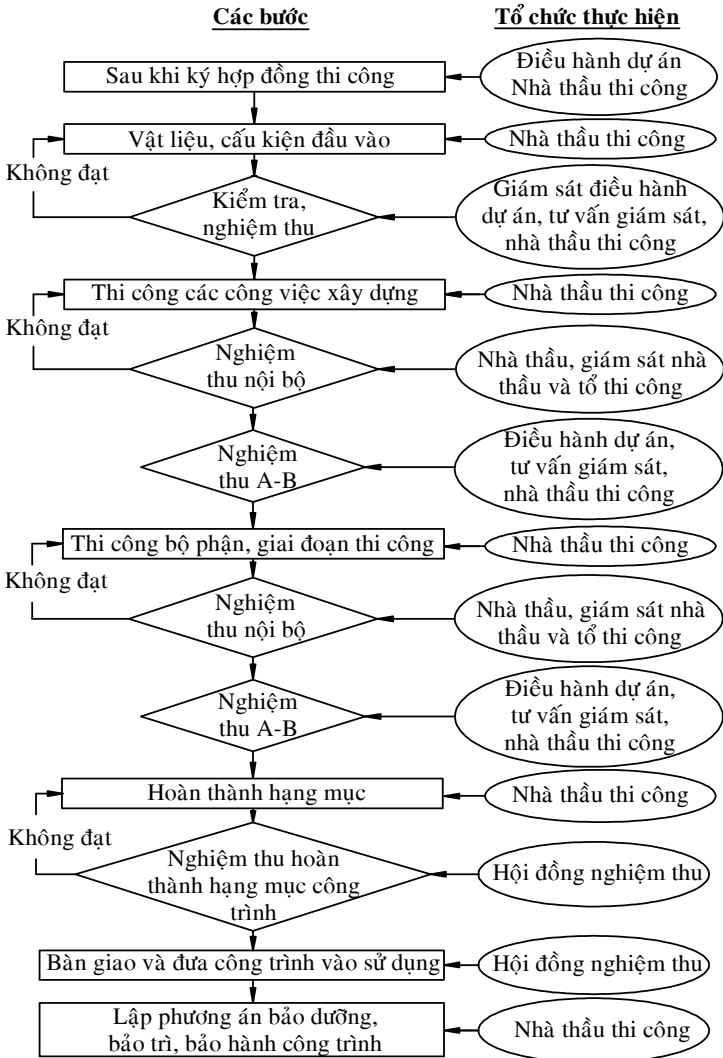 Các bước
Tổ chức thực hiện
Sau khi ký hợp đồng thi công
Điều hành dự án
Nhà thầu thi công
Vật liệu, cấu kiện đầu vào
Nhà thầu thi công
Không đạt
Kiểm tra,
nghiệm thu
Giám sát điều hành
dự án, tư vấn giám sát,
nhà thầu thi công
Thi công các công việc xây dựng
Nhà thầu thi công
Không đạt
Nghiệm
thu nội bộ
Nhà thầu, giám sát nhà
thầu và tổ thi công
Nghiệm
thu A-B
Điều hành dự án,
tư vấn giám sát,
nhà thầu thi công
Thi công bộ phận, giai đoạn thi công
Nhà thầu thi công
Không đạt
Nghiệm
thu nội bộ
Nhà thầu, giám sát nhà
thầu và tổ thi công
Nghiệm
thu A-B
Điều hành dự án,
tư vấn giám sát,
nhà thầu thi công
Hoàn thành hạng mục
Nhà thầu thi công
Không đạt
Nghiệm thu hoàn
thành hạng mục công
trình
Hội đồng nghiệm thu
Bàn giao và đưa công trình vào sử dụng
Hội đồng nghiệm thu
Lập phương án bảo dưỡng,
bảo trì, bảo hành công trình
Nhà thầu thi công